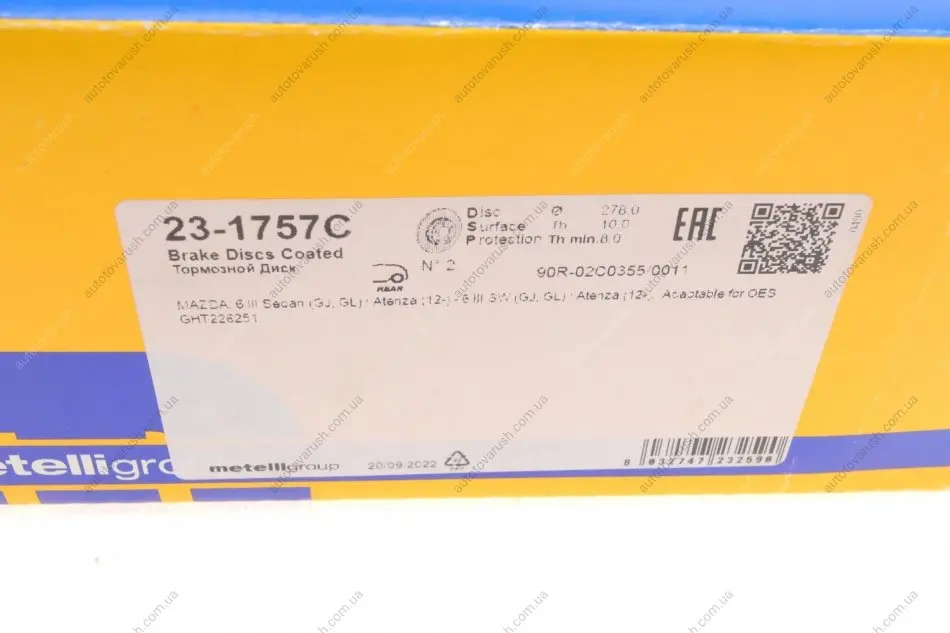 23-1757C
Brake Discs Coated
Тормозной Диск
REAR
N° 2
Disc Ø 278.0
Surface Th 10.0
Protection Th min. 8.0
EAC
90R-02C0355/0011
MAZDA 6 III Sedan (GJ, GL) / Atenza (12-) - 6 III SW (GJ, GL) / Atenza (12-) Adaptable for OES
GHT226251
metelligroup
metelligroup 20/09/2022
8 032747 232590
autotovarush.com.ua